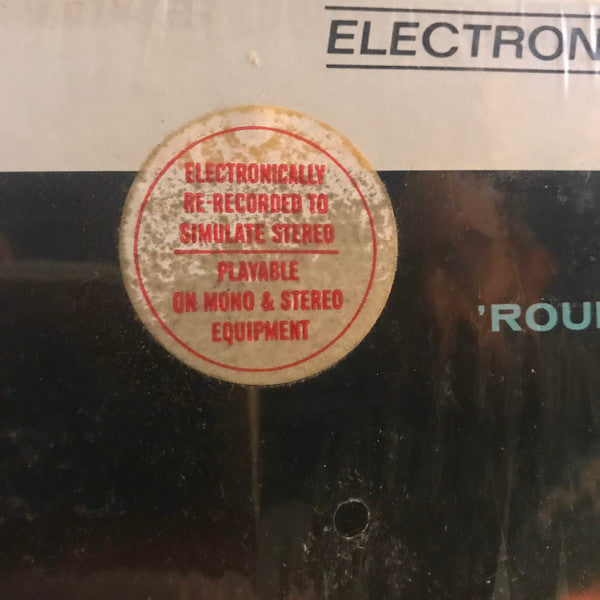 ELECTRON
ELECTRONICALLY
RE-RECORDED TO
SIMULATE STEREO
PLAYABLE
ON MONO & STEREO
EQUIPMENT
'ROU